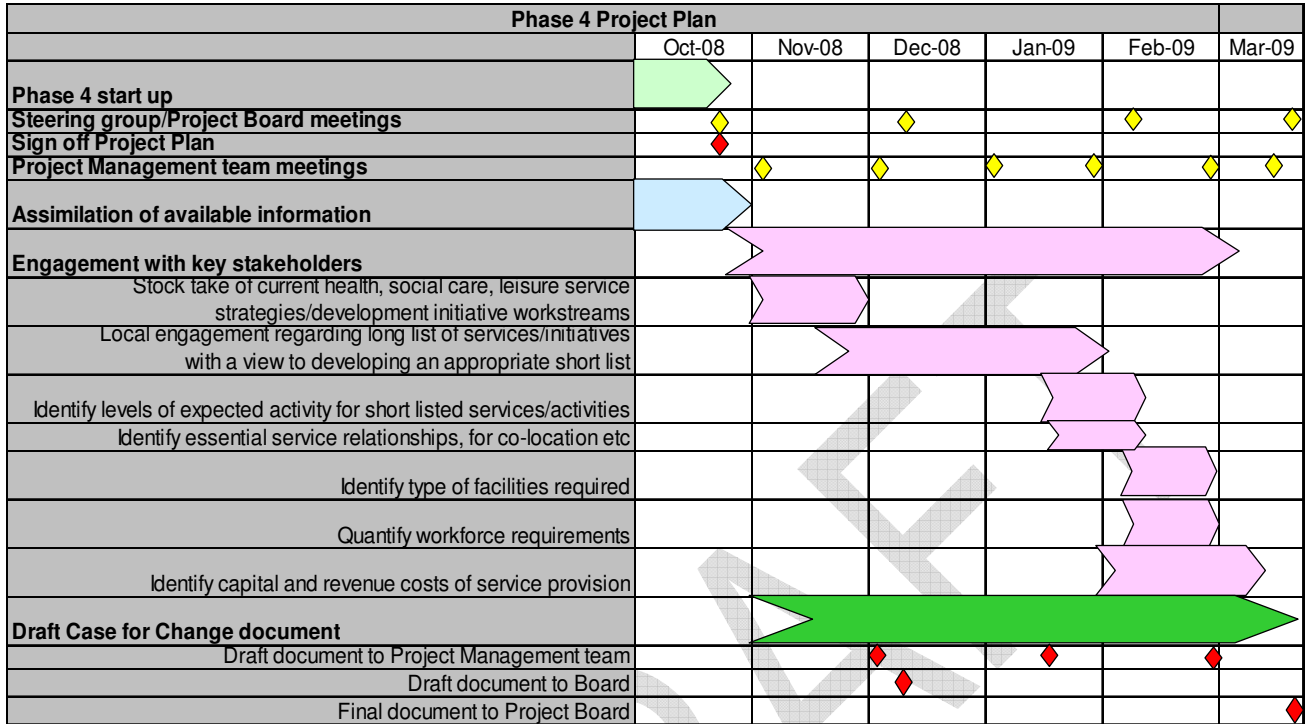 Phase 4 Project Plan
Oct-08 Nov-08 Dec-08 Jan-09 Feb-09 Mar-09
Phase 4 start up
Steering group/Project Board meetings
Sign off Project Plan
Project Management team meetings
Assimilation of available information
Engagement with key stakeholders
Stock take of current health, social care, leisure service
strategies/development initiative workstreams
Local engagement regarding long list of services/initiatives
with a view to developing an appropriate short list
Identify levels of expected activity for short listed services/activities
Identify essential service relationships, for co-location etc
Identify type of facilities required
Quantify workforce requirements
Identify capital and revenue costs of service provision
Draft Case for Change document
Draft document to Project Management team
Draft document to Board
Final document to Project Board